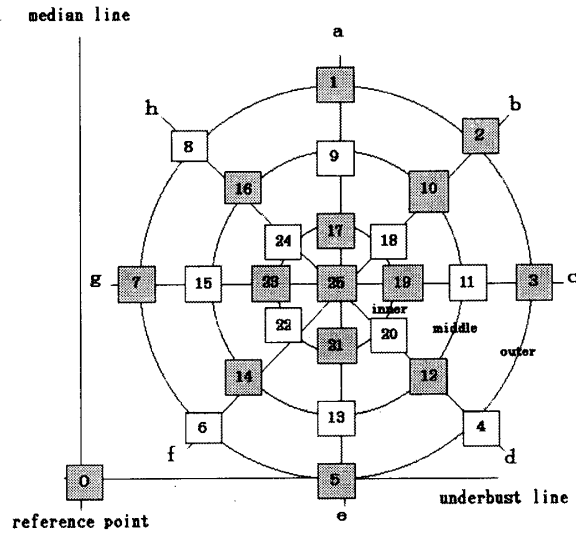 median line
a
h
b
1
2
8
9
16
10
17
24
18
g
7
15
23
25
19
11
3
c
inner
22
20
middle
21
outer
14
12
13
6
4
f
d
0
5
underbust line
e
reference point